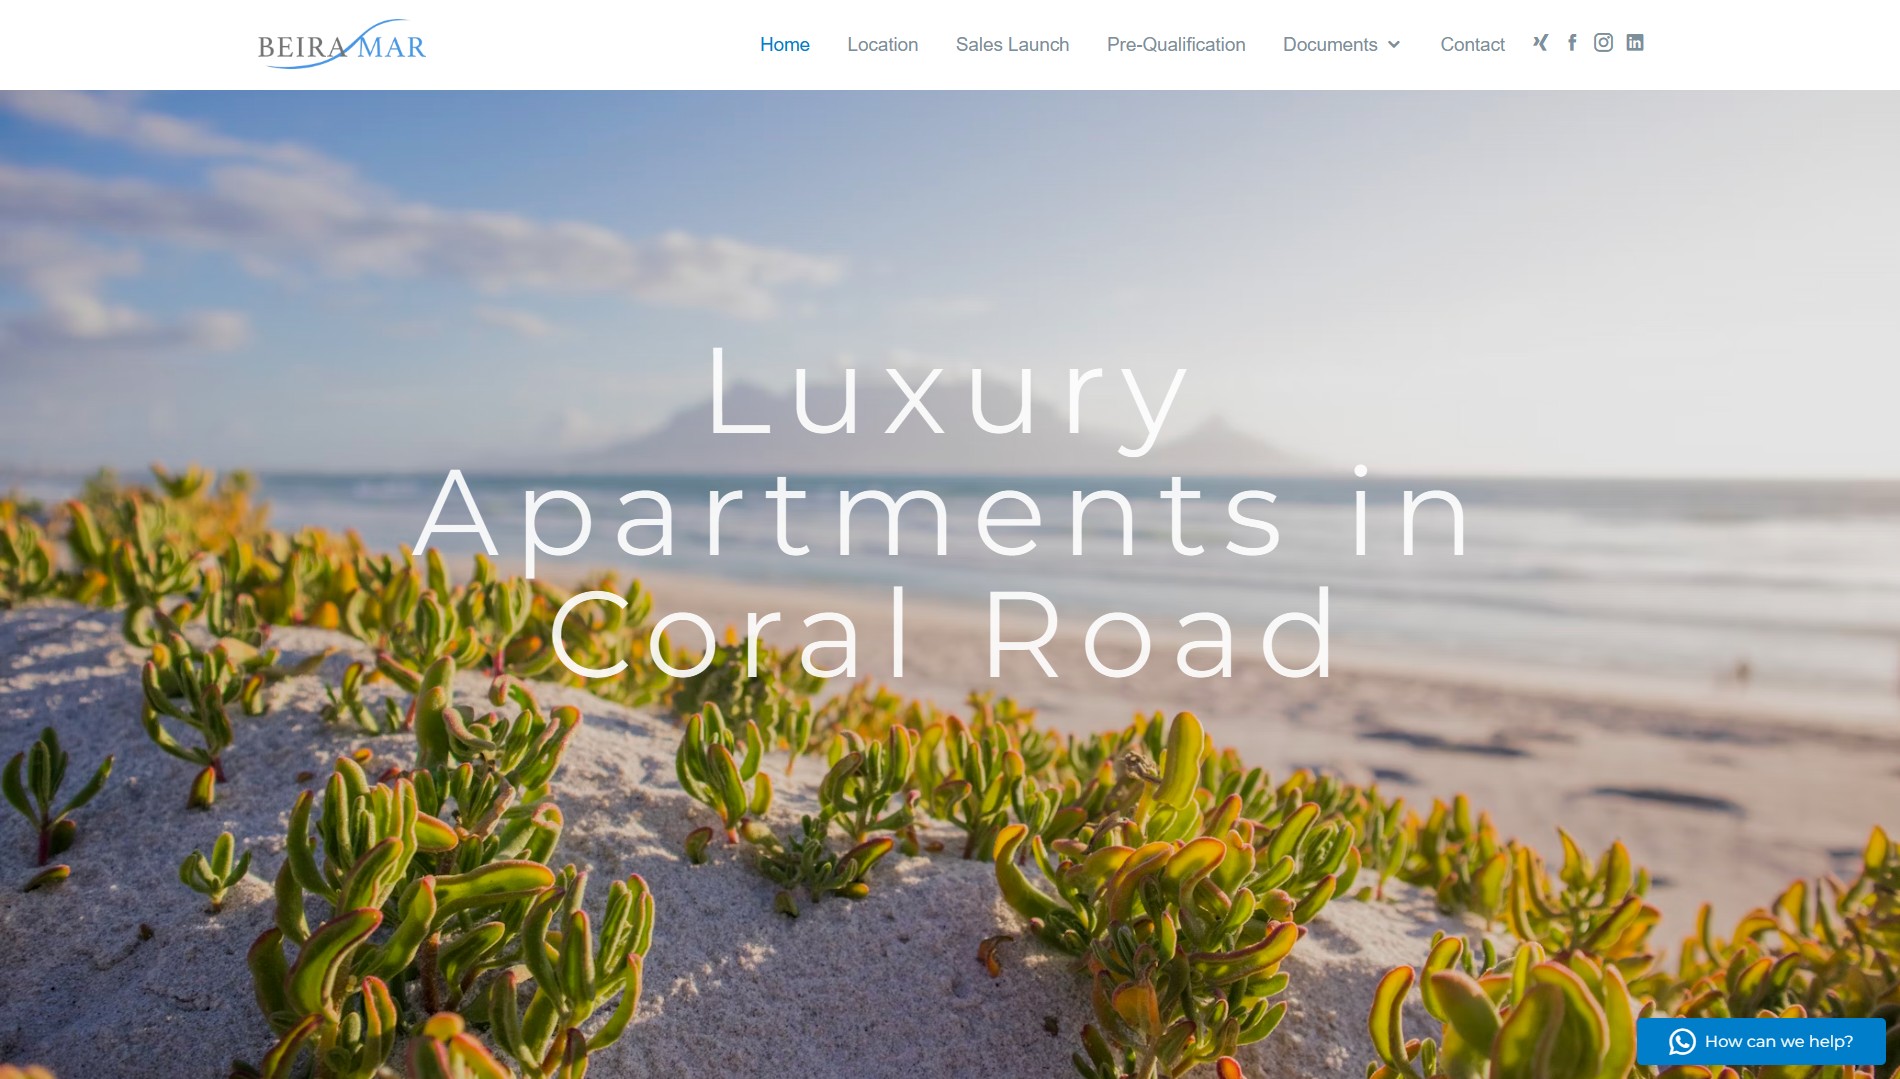 BEIRA MAR
Home
Location
Sales Launch
Pre-Qualification
Documents
Contact
Luxury
Apartments in
Coral Road
How can we help?